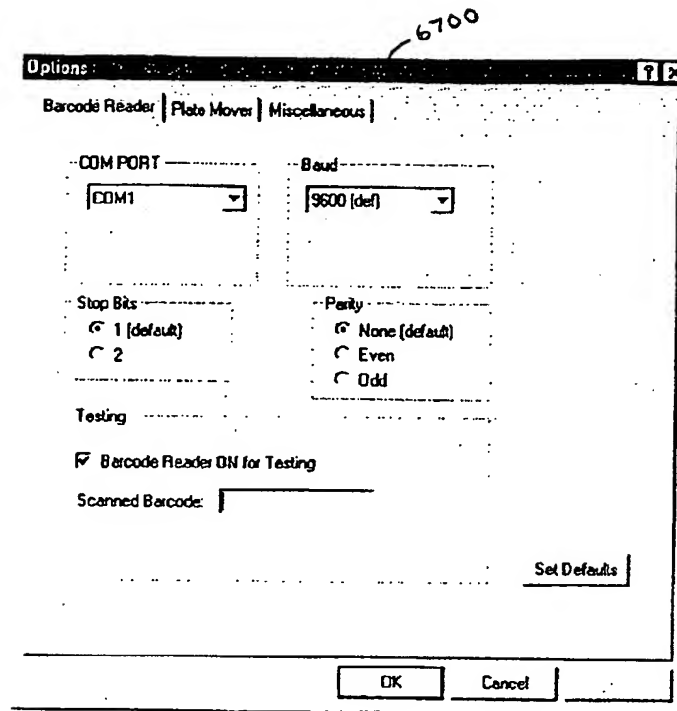 6700
Options
Barcode Reader Plate Mover Miscellaneous
COM PORT Baud
COM1 9600 (def)
Stop Bits Parity
1 (default) None (default)
2 Even
Odd
Testing
Barcode Reader ON for Testing
Scanned Barcode:
Set Defaults
OK Cancel